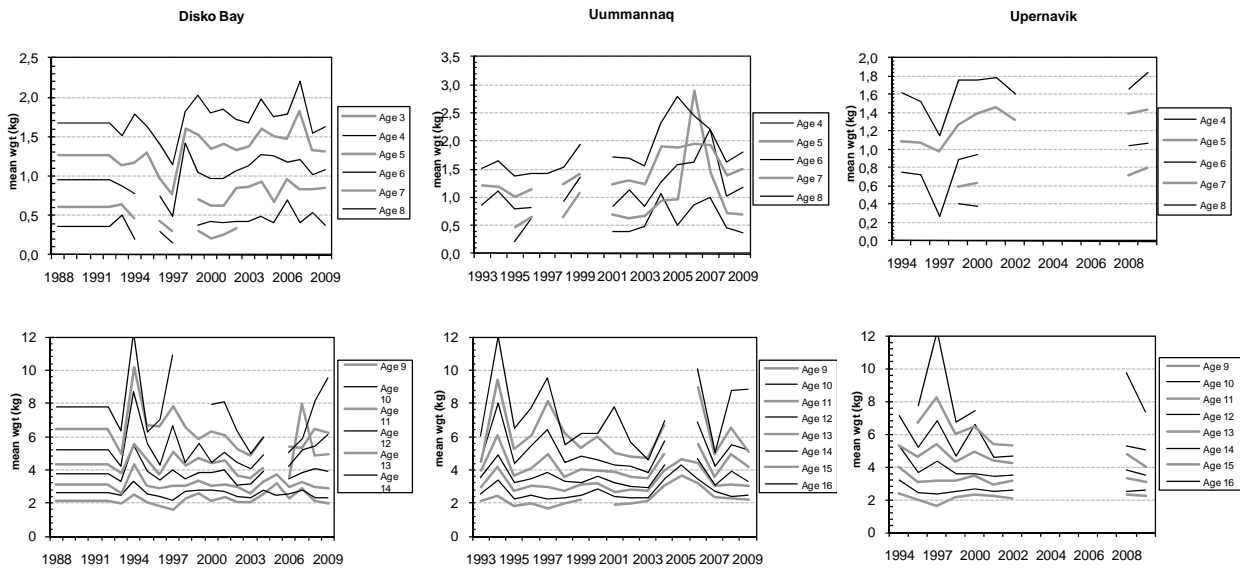 Disko Bay
Uummannaq
Upernavik
mean wgt (kg)
2,5
2,0
1,5
1,0
0,5
0,0
1988 1991 1994 1997 2000 2003 2006 2009
Age 3
Age 4
Age 5
Age 6
Age 7
Age 8
mean wgt (kg)
3,5
3,0
2,5
2,0
1,5
1,0
0,5
0,0
1993 1995 1997 1999 2001 2003 2005 2007 2009
Age 4
Age 5
Age 6
Age 7
Age 8
mean wgt (kg)
2,0
1,8
1,6
1,4
1,2
1,0
0,8
0,6
0,4
0,2
0,0
1994 1997 2000 2002 2008
Age 4
Age 5
Age 6
Age 7
Age 8
mean wgt (kg)
12
10
8
6
4
2
0
1988 1991 1994 1997 2000 2003 2006 2009
Age 9
Age
10
Age
11
Age
12
Age
13
Age
14
mean wgt (kg)
12
10
8
6
4
2
0
1993 1995 1997 1999 2001 2003 2005 2007 2009
Age 9
Age 10
Age 11
Age 12
Age 13
Age 14
Age 15
Age 16
mean wgt (kg)
12
10
8
6
4
2
0
1994 1997 2000 2002 2008
Age 9
Age 10
Age 11
Age 12
Age 13
Age 14
Age 15
Age 16